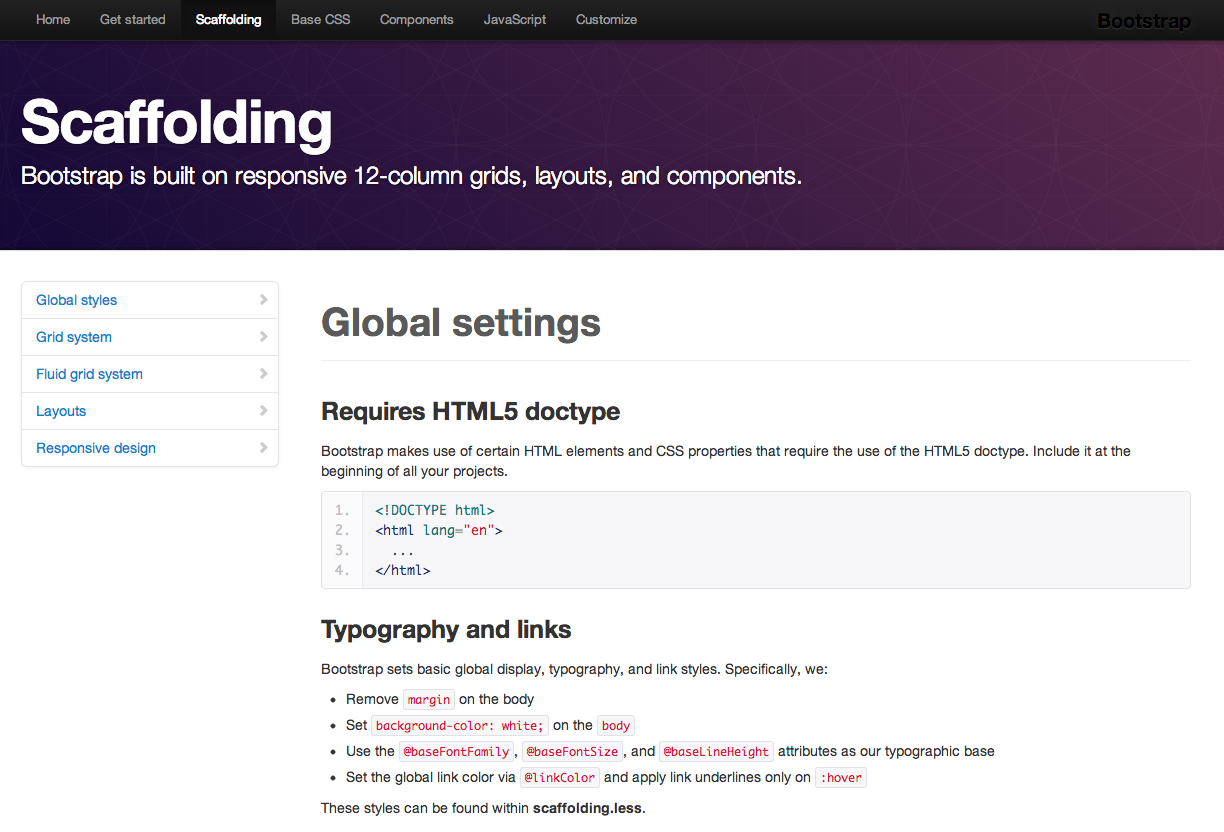 Home Get started Scaffolding Base CSS Components JavaScript Customize Bootstrap
Scaffolding
Bootstrap is built on responsive 12-column grids, layouts, and components.
Global styles
Grid system
Fluid grid system
Layouts
Responsive design
Global settings
Requires HTML5 doctype
Bootstrap makes use of certain HTML elements and CSS properties that require the use of the HTML5 doctype. Include it at the
beginning of all your projects.
1. <!DOCTYPE html>
2. <html lang="en">
3.   ...
4. </html>
Typography and links
Bootstrap sets basic global display, typography, and link styles. Specifically, we:
• Remove margin on the body
• Set background-color: white; on the body
• Use the @baseFontFamily, @baseFontSize, and @baseLineHeight attributes as our typographic base
• Set the global link color via @linkColor and apply link underlines only on :hover
These styles can be found within scaffolding.less.